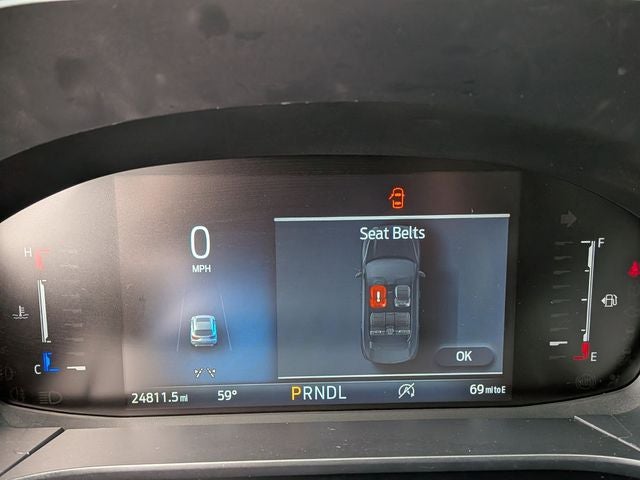 Seat Belts
0
MPH
H
F
C
E
OK
24811.5 mi 59° PRNDL 69 mi to E